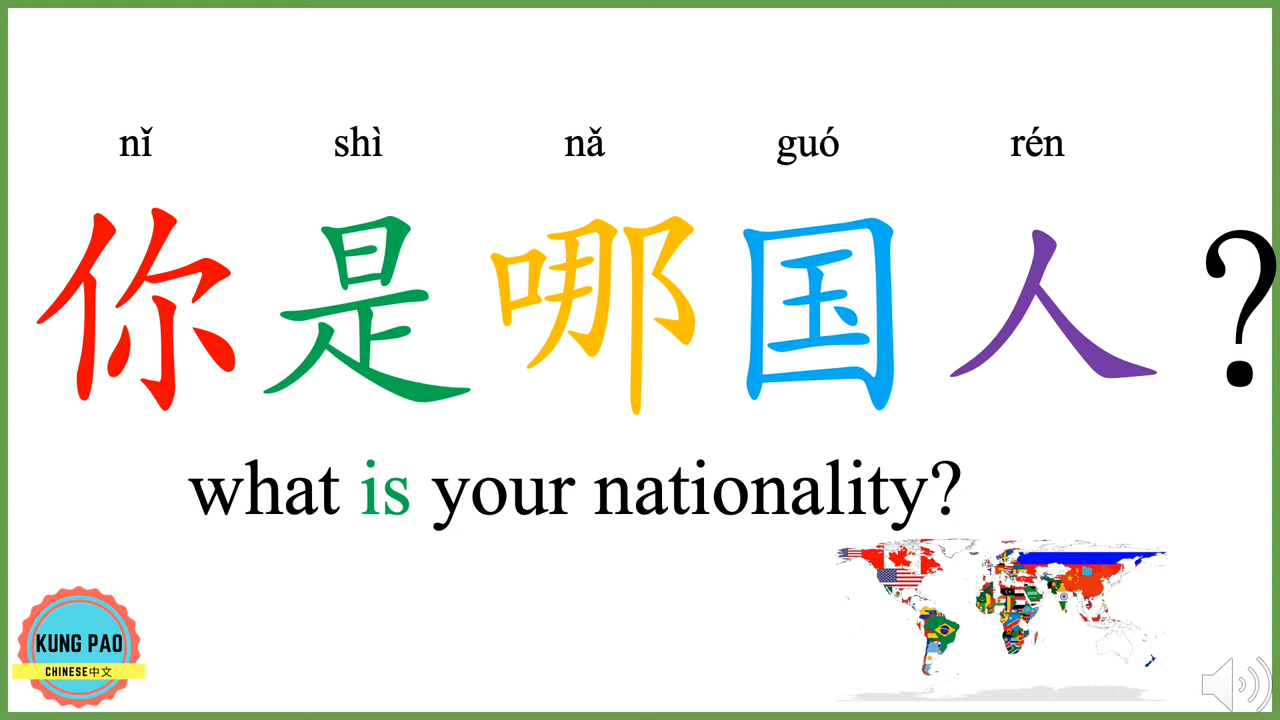 nǐ shì nǎ guó rén
你是哪国人?
what is your nationality?
KUNG PAO
CHINESE中文